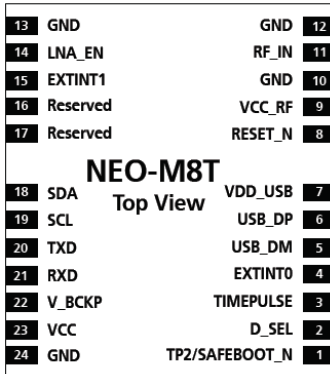 13 GND GND 12
14 LNA_EN RF_IN 11
15 EXTINT1 GND 10
16 Reserved VCC_RF 9
17 Reserved RESET_N 8
NEO-M8T
Top View
18 SDA VDD_USB 7
19 SCL USB_DP 6
20 TXD USB_DM 5
21 RXD EXTINT0 4
22 V_BCKP TIMEPULSE 3
23 VCC D_SEL 2
24 GND TP2/SAFEBOOT_N 1